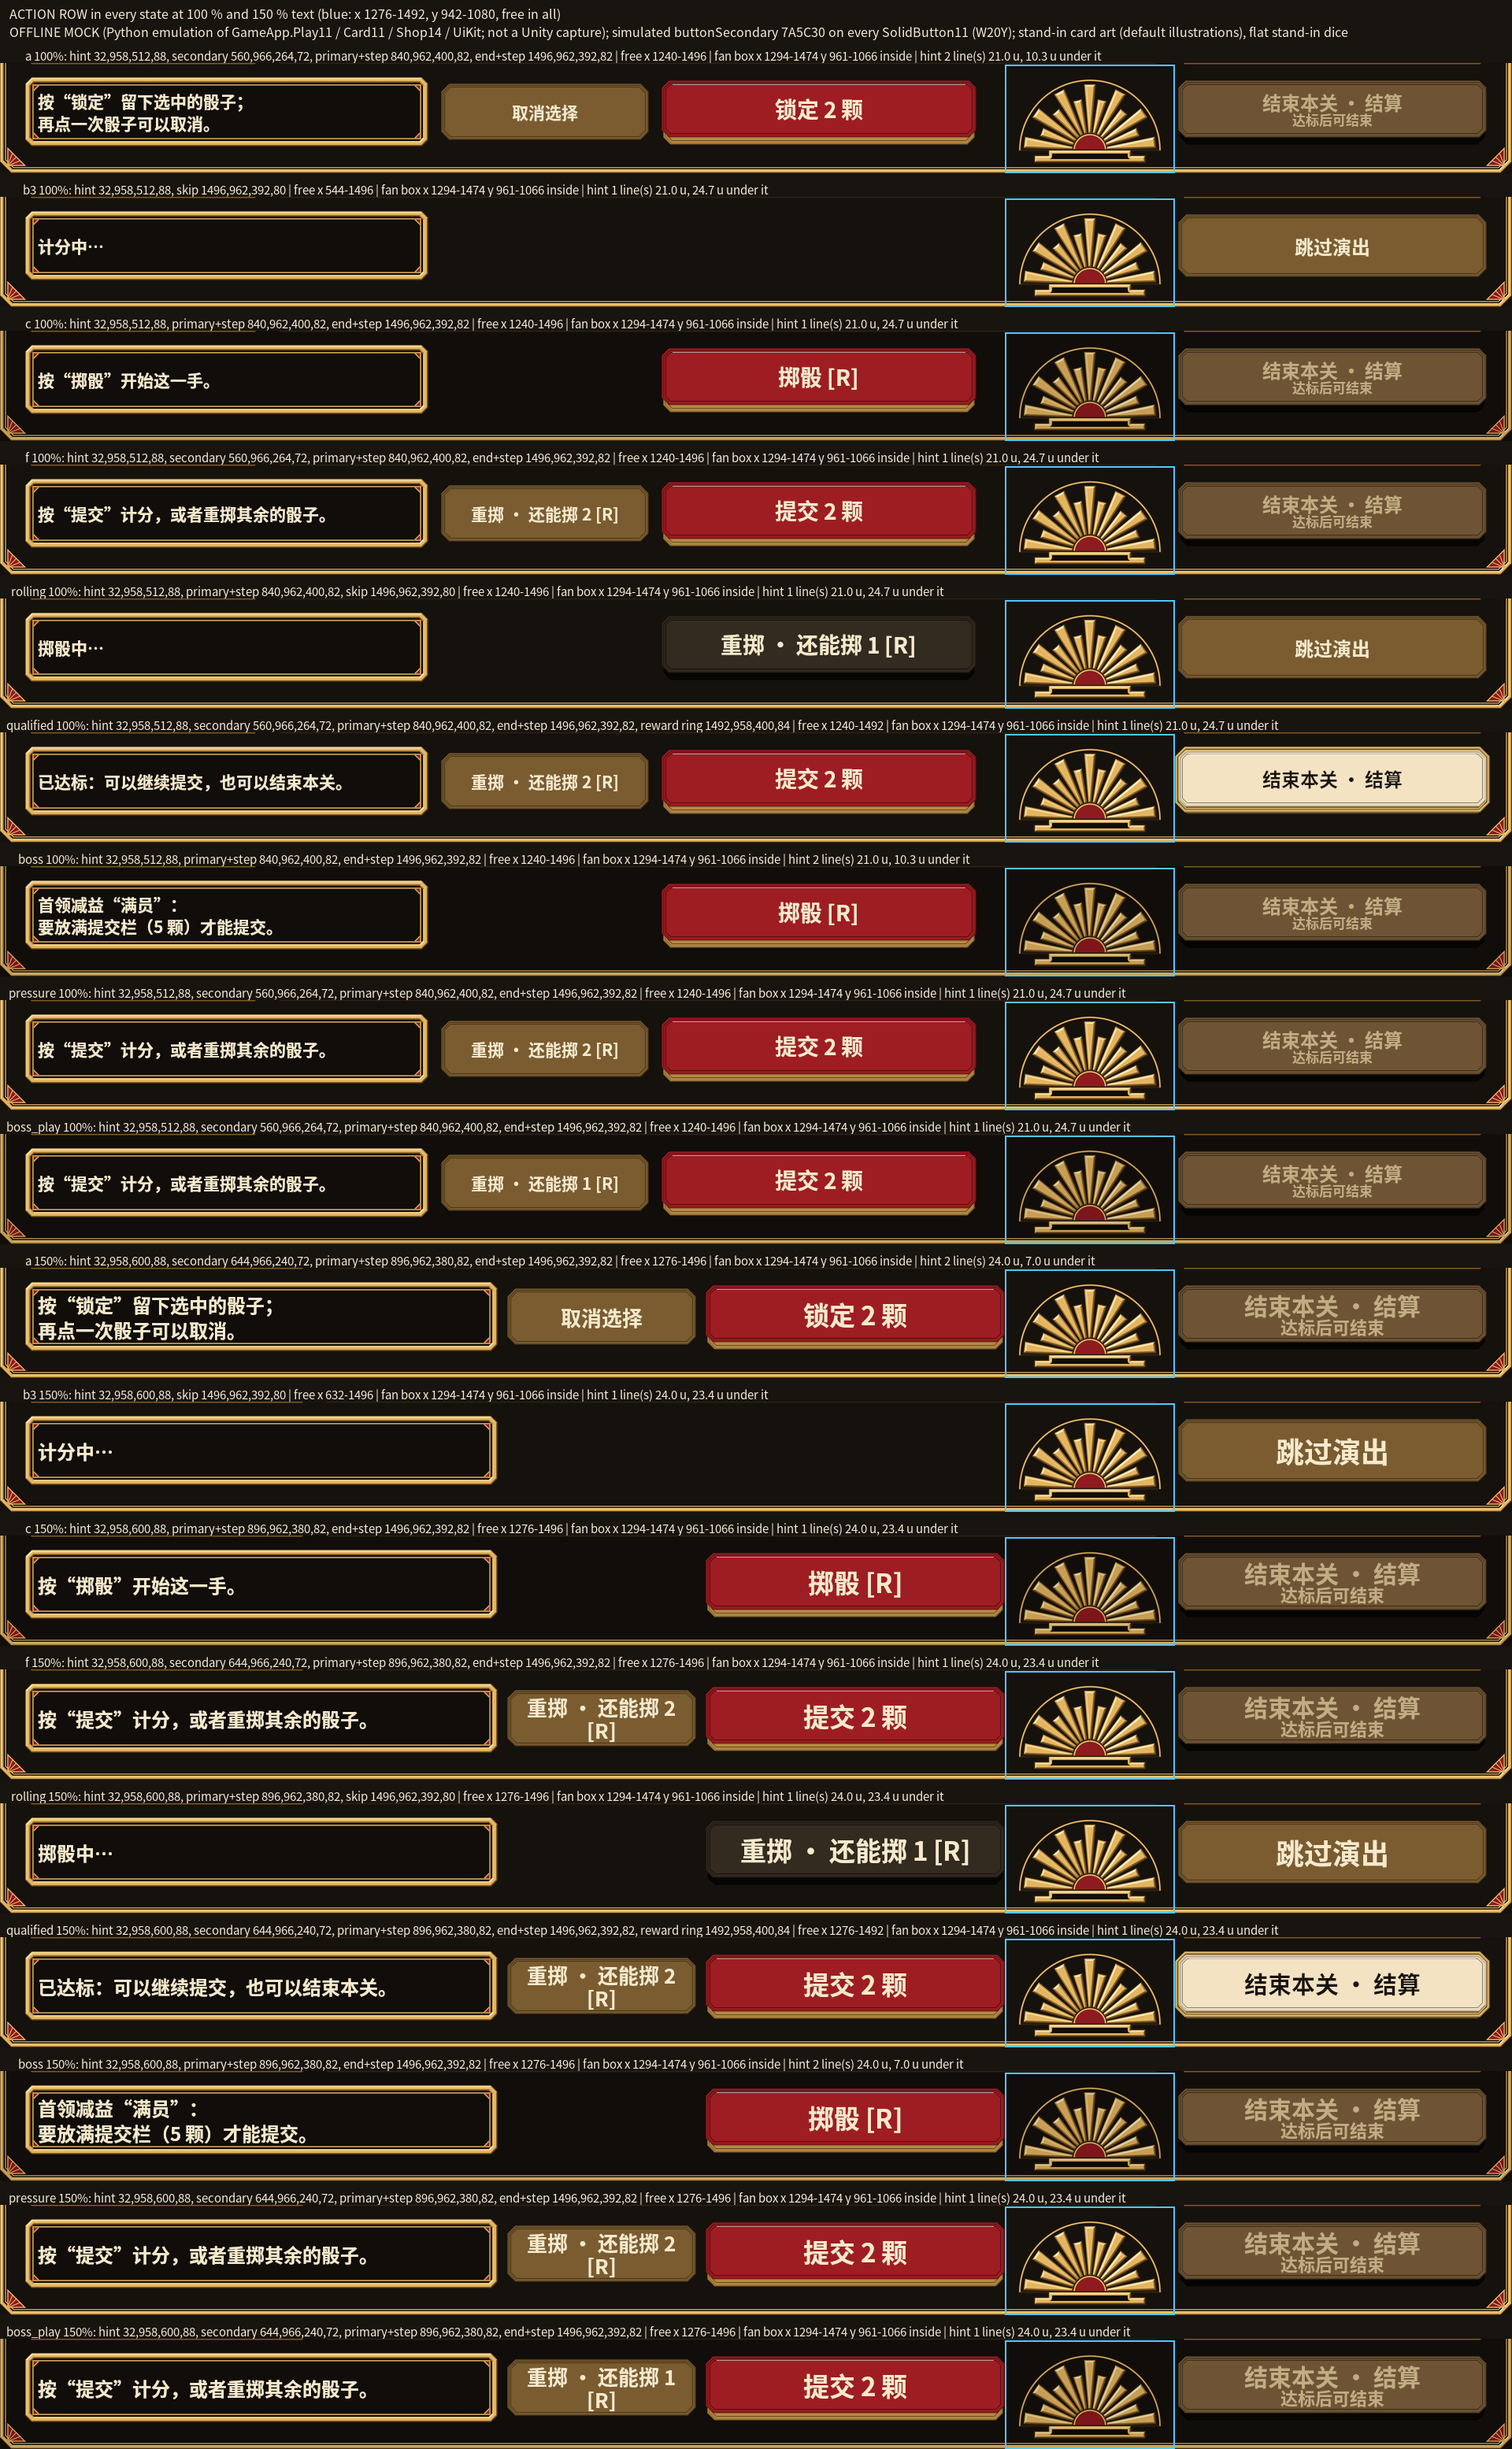 ACTION ROW in every state at 100 % and 150 % text (blue: x 1276-1492, y 942-1080, free in all)
OFFLINE MOCK (Python emulation of GameApp.Play11 / Card11 / Shop14 / UiKit; not a Unity capture); simulated buttonSecondary 7A5C30 on every SolidButton11 (W20Y); stand-in card art (default illustrations), flat stand-in dice
a 100%: hint 32,958,512,88, secondary 560,966,264,72, primary+step 840,962,400,82, end+step 1496,962,392,82 | free x 1240-1496 | fan box x 1294-1474 y 961-1066 inside | hint 2 line(s) 21.0 u, 10.3 u under it
按“锁定”留下选中的骰子；
再点一次骰子可以取消。
取消选择
锁定 2 颗
结束本关 · 结算
达标后可结束
b3 100%: hint 32,958,512,88, skip 1496,962,392,80 | free x 544-1496 | fan box x 1294-1474 y 961-1066 inside | hint 1 line(s) 21.0 u, 24.7 u under it
计分中…
跳过演出
c 100%: hint 32,958,512,88, primary+step 840,962,400,82, end+step 1496,962,392,82 | free x 1240-1496 | fan box x 1294-1474 y 961-1066 inside | hint 1 line(s) 21.0 u, 24.7 u under it
按“掷骰”开始这一手。
掷骰 [R]
结束本关 · 结算
达标后可结束
f 100%: hint 32,958,512,88, secondary 560,966,264,72, primary+step 840,962,400,82, end+step 1496,962,392,82 | free x 1240-1496 | fan box x 1294-1474 y 961-1066 inside | hint 1 line(s) 21.0 u, 24.7 u under it
按“提交”计分，或者重掷其余的骰子。
重掷 · 还能掷 2 [R]
提交 2 颗
结束本关 · 结算
达标后可结束
rolling 100%: hint 32,958,512,88, primary+step 840,962,400,82, skip 1496,962,392,80 | free x 1240-1496 | fan box x 1294-1474 y 961-1066 inside | hint 1 line(s) 21.0 u, 24.7 u under it
掷骰中…
重掷 · 还能掷 1 [R]
跳过演出
qualified 100%: hint 32,958,512,88, secondary 560,966,264,72, primary+step 840,962,400,82, end+step 1496,962,392,82, reward ring 1492,958,400,84 | free x 1240-1492 | fan box x 1294-1474 y 961-1066 inside | hint 1 line(s) 21.0 u, 24.7 u under it
已达标：可以继续提交，也可以结束本关。
重掷 · 还能掷 2 [R]
提交 2 颗
结束本关 · 结算
boss 100%: hint 32,958,512,88, primary+step 840,962,400,82, end+step 1496,962,392,82 | free x 1240-1496 | fan box x 1294-1474 y 961-1066 inside | hint 2 line(s) 21.0 u, 10.3 u under it
首领减益“满员”：
要放满提交栏（5 颗）才能提交。
掷骰 [R]
结束本关 · 结算
达标后可结束
pressure 100%: hint 32,958,512,88, secondary 560,966,264,72, primary+step 840,962,400,82, end+step 1496,962,392,82 | free x 1240-1496 | fan box x 1294-1474 y 961-1066 inside | hint 1 line(s) 21.0 u, 24.7 u under it
按“提交”计分，或者重掷其余的骰子。
重掷 · 还能掷 2 [R]
提交 2 颗
结束本关 · 结算
达标后可结束
boss_play 100%: hint 32,958,512,88, secondary 560,966,264,72, primary+step 840,962,400,82, end+step 1496,962,392,82 | free x 1240-1496 | fan box x 1294-1474 y 961-1066 inside | hint 1 line(s) 21.0 u, 24.7 u under it
按“提交”计分，或者重掷其余的骰子。
重掷 · 还能掷 1 [R]
提交 2 颗
结束本关 · 结算
达标后可结束
a 150%: hint 32,958,600,88, secondary 644,966,240,72, primary+step 896,962,380,82, end+step 1496,962,392,82 | free x 1276-1496 | fan box x 1294-1474 y 961-1066 inside | hint 2 line(s) 24.0 u, 7.0 u under it
按“锁定”留下选中的骰子；
再点一次骰子可以取消。
取消选择
锁定 2 颗
结束本关 · 结算
达标后可结束
b3 150%: hint 32,958,600,88, skip 1496,962,392,80 | free x 632-1496 | fan box x 1294-1474 y 961-1066 inside | hint 1 line(s) 24.0 u, 23.4 u under it
计分中…
跳过演出
c 150%: hint 32,958,600,88, primary+step 896,962,380,82, end+step 1496,962,392,82 | free x 1276-1496 | fan box x 1294-1474 y 961-1066 inside | hint 1 line(s) 24.0 u, 23.4 u under it
按“掷骰”开始这一手。
掷骰 [R]
结束本关 · 结算
达标后可结束
f 150%: hint 32,958,600,88, secondary 644,966,240,72, primary+step 896,962,380,82, end+step 1496,962,392,82 | free x 1276-1496 | fan box x 1294-1474 y 961-1066 inside | hint 1 line(s) 24.0 u, 23.4 u under it
按“提交”计分，或者重掷其余的骰子。
重掷 · 还能掷 2
[R]
提交 2 颗
结束本关 · 结算
达标后可结束
rolling 150%: hint 32,958,600,88, primary+step 896,962,380,82, skip 1496,962,392,80 | free x 1276-1496 | fan box x 1294-1474 y 961-1066 inside | hint 1 line(s) 24.0 u, 23.4 u under it
掷骰中…
重掷 · 还能掷 1 [R]
跳过演出
qualified 150%: hint 32,958,600,88, secondary 644,966,240,72, primary+step 896,962,380,82, end+step 1496,962,392,82, reward ring 1492,958,400,84 | free x 1276-1492 | fan box x 1294-1474 y 961-1066 inside | hint 1 line(s) 24.0 u, 23.4 u under it
已达标：可以继续提交，也可以结束本关。
重掷 · 还能掷 2
[R]
提交 2 颗
结束本关 · 结算
boss 150%: hint 32,958,600,88, primary+step 896,962,380,82, end+step 1496,962,392,82 | free x 1276-1496 | fan box x 1294-1474 y 961-1066 inside | hint 2 line(s) 24.0 u, 7.0 u under it
首领减益“满员”：
要放满提交栏（5 颗）才能提交。
掷骰 [R]
结束本关 · 结算
达标后可结束
pressure 150%: hint 32,958,600,88, secondary 644,966,240,72, primary+step 896,962,380,82, end+step 1496,962,392,82 | free x 1276-1496 | fan box x 1294-1474 y 961-1066 inside | hint 1 line(s) 24.0 u, 23.4 u under it
按“提交”计分，或者重掷其余的骰子。
重掷 · 还能掷 2
[R]
提交 2 颗
结束本关 · 结算
达标后可结束
boss_play 150%: hint 32,958,600,88, secondary 644,966,240,72, primary+step 896,962,380,82, end+step 1496,962,392,82 | free x 1276-1496 | fan box x 1294-1474 y 961-1066 inside | hint 1 line(s) 24.0 u, 23.4 u under it
按“提交”计分，或者重掷其余的骰子。
重掷 · 还能掷 1
[R]
提交 2 颗
结束本关 · 结算
达标后可结束